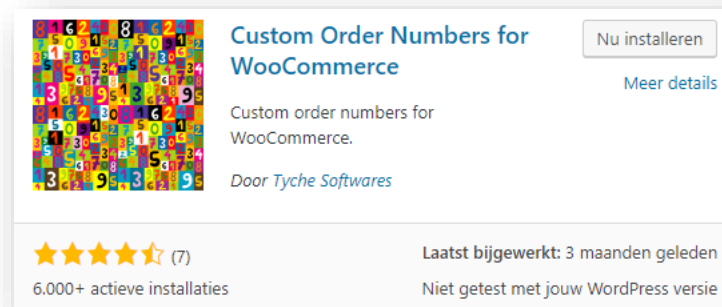 Custom Order Numbers for
WooCommerce
Nu installeren
Meer details
Custom order numbers for
WooCommerce.
Door Tyche Softwares
(7)
Laatst bijgewerkt: 3 maanden geleden
6.000+ actieve installaties
Niet getest met jouw WordPress versie